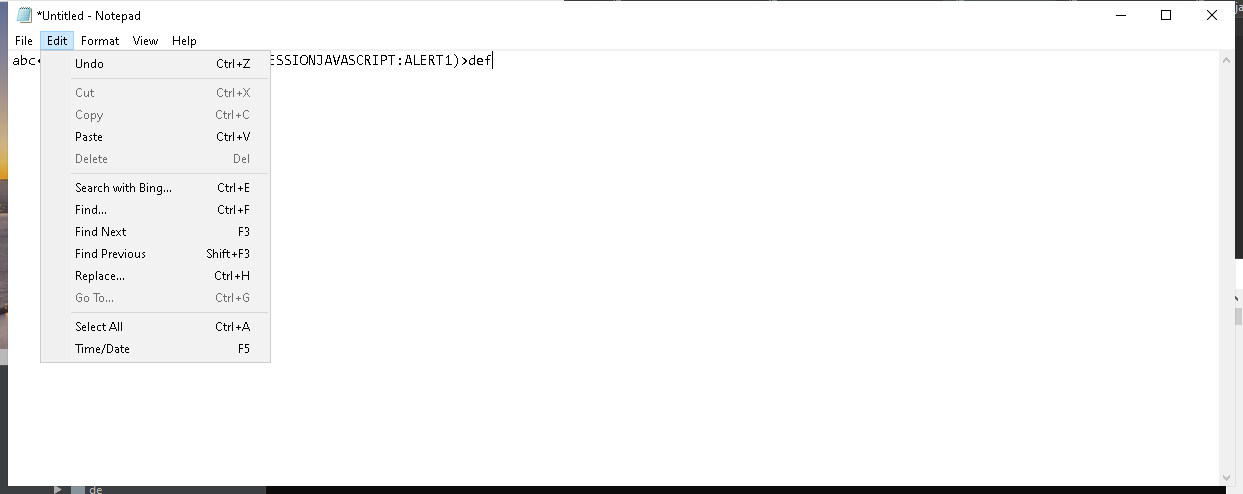 *Untitled - Notepad
File Edit Format View Help
abc ESSIONJAVASCRIPT:ALERT1)>def
Undo Ctrl+Z
Cut Ctrl+X
Copy Ctrl+C
Paste Ctrl+V
Delete Del
Search with Bing... Ctrl+E
Find... Ctrl+F
Find Next F3
Find Previous Shift+F3
Replace... Ctrl+H
Go To... Ctrl+G
Select All Ctrl+A
Time/Date F5
de